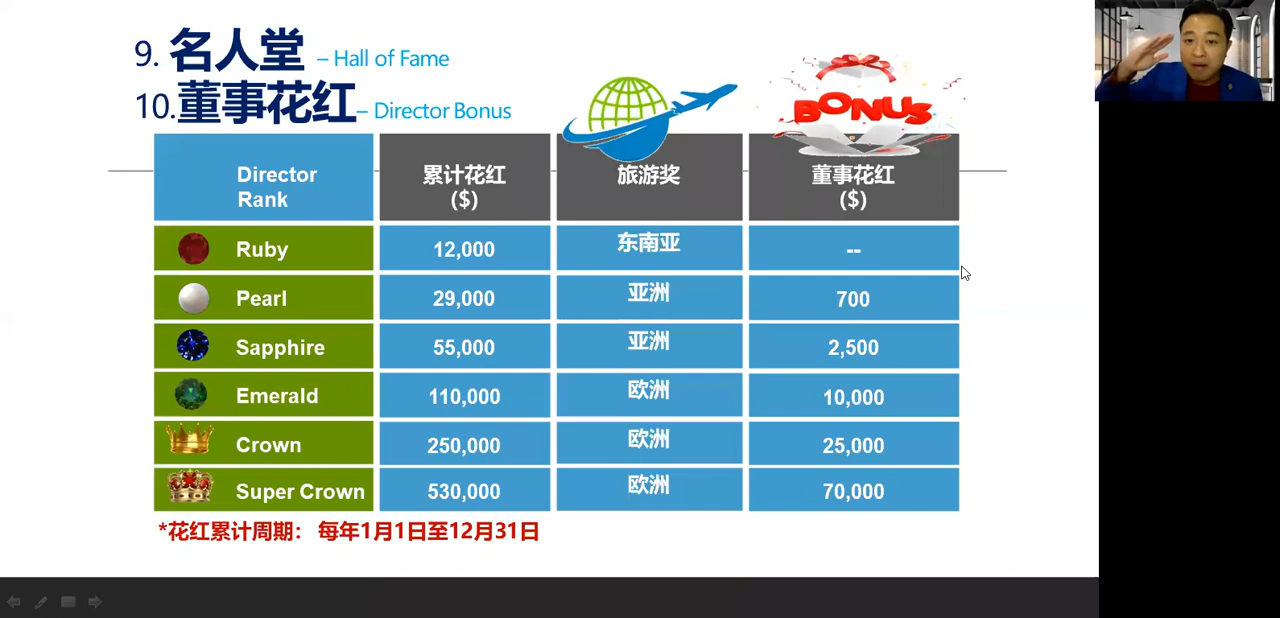 9. 名人堂 – Hall of Fame
10.董事花红 – Director Bonus
BONUS
Director Rank 累计花红 ($) 旅游奖 董事花红 ($)
Ruby 12,000 东南亚 --
Pearl 29,000 亚洲 700
Sapphire 55,000 亚洲 2,500
Emerald 110,000 欧洲 10,000
Crown 250,000 欧洲 25,000
Super Crown 530,000 欧洲 70,000
*花红累计周期： 每年1月1日至12月31日